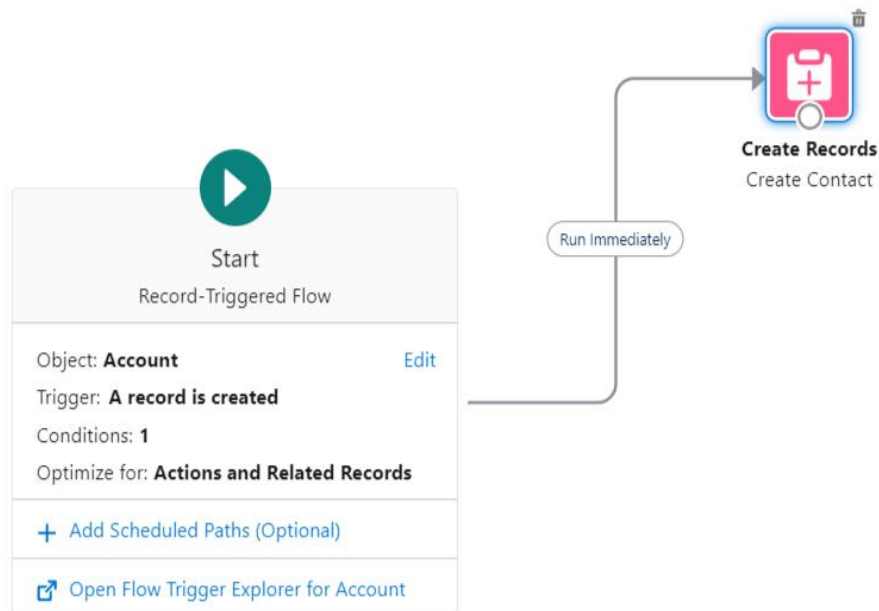 Create Records
Create Contact
Run Immediately
Start
Record-Triggered Flow
Object: Account Edit
Trigger: A record is created
Conditions: 1
Optimize for: Actions and Related Records
+ Add Scheduled Paths (Optional)
Open Flow Trigger Explorer for Account